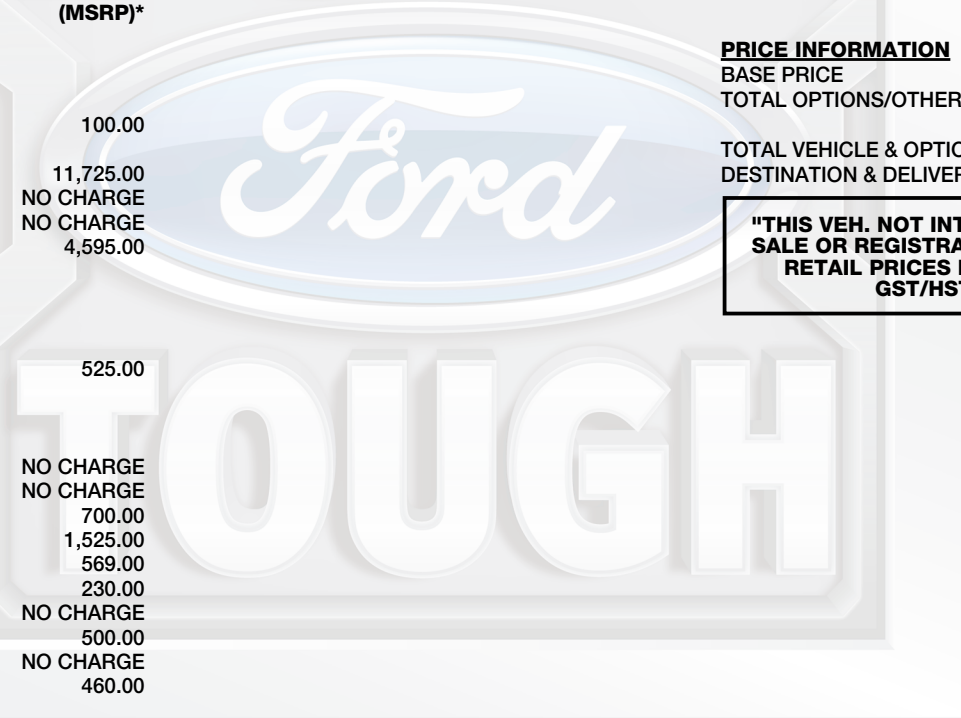 (MSRP)*
100.00
11,725.00
NO CHARGE
NO CHARGE
4,595.00
525.00
NO CHARGE
NO CHARGE
700.00
1,525.00
569.00
230.00
NO CHARGE
500.00
NO CHARGE
460.00
PRICE INFORMATION
BASE PRICE
TOTAL OPTIONS/OTHER
TOTAL VEHICLE & OPTIO
DESTINATION & DELIVER
"THIS VEH. NOT INT
SALE OR REGISTRA
RETAIL PRICES
GST/HST
Ford
TOUGH